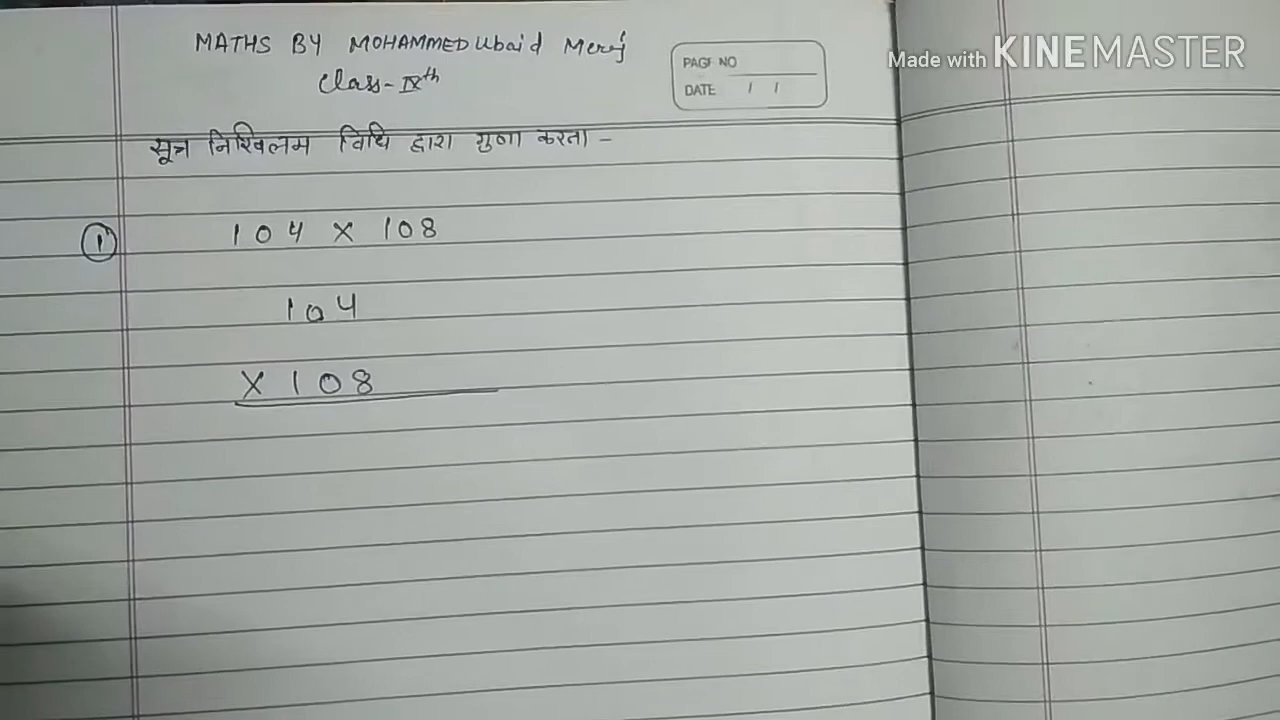 MATHS BY MOHAMMED Ubaid Meraj
Class - IXth
PAGE NO
DATE / /
Made with KINEMASTER
सूत्र निखिलम विधि द्वारा गुणा करता -
① 104 × 108
104
× 108